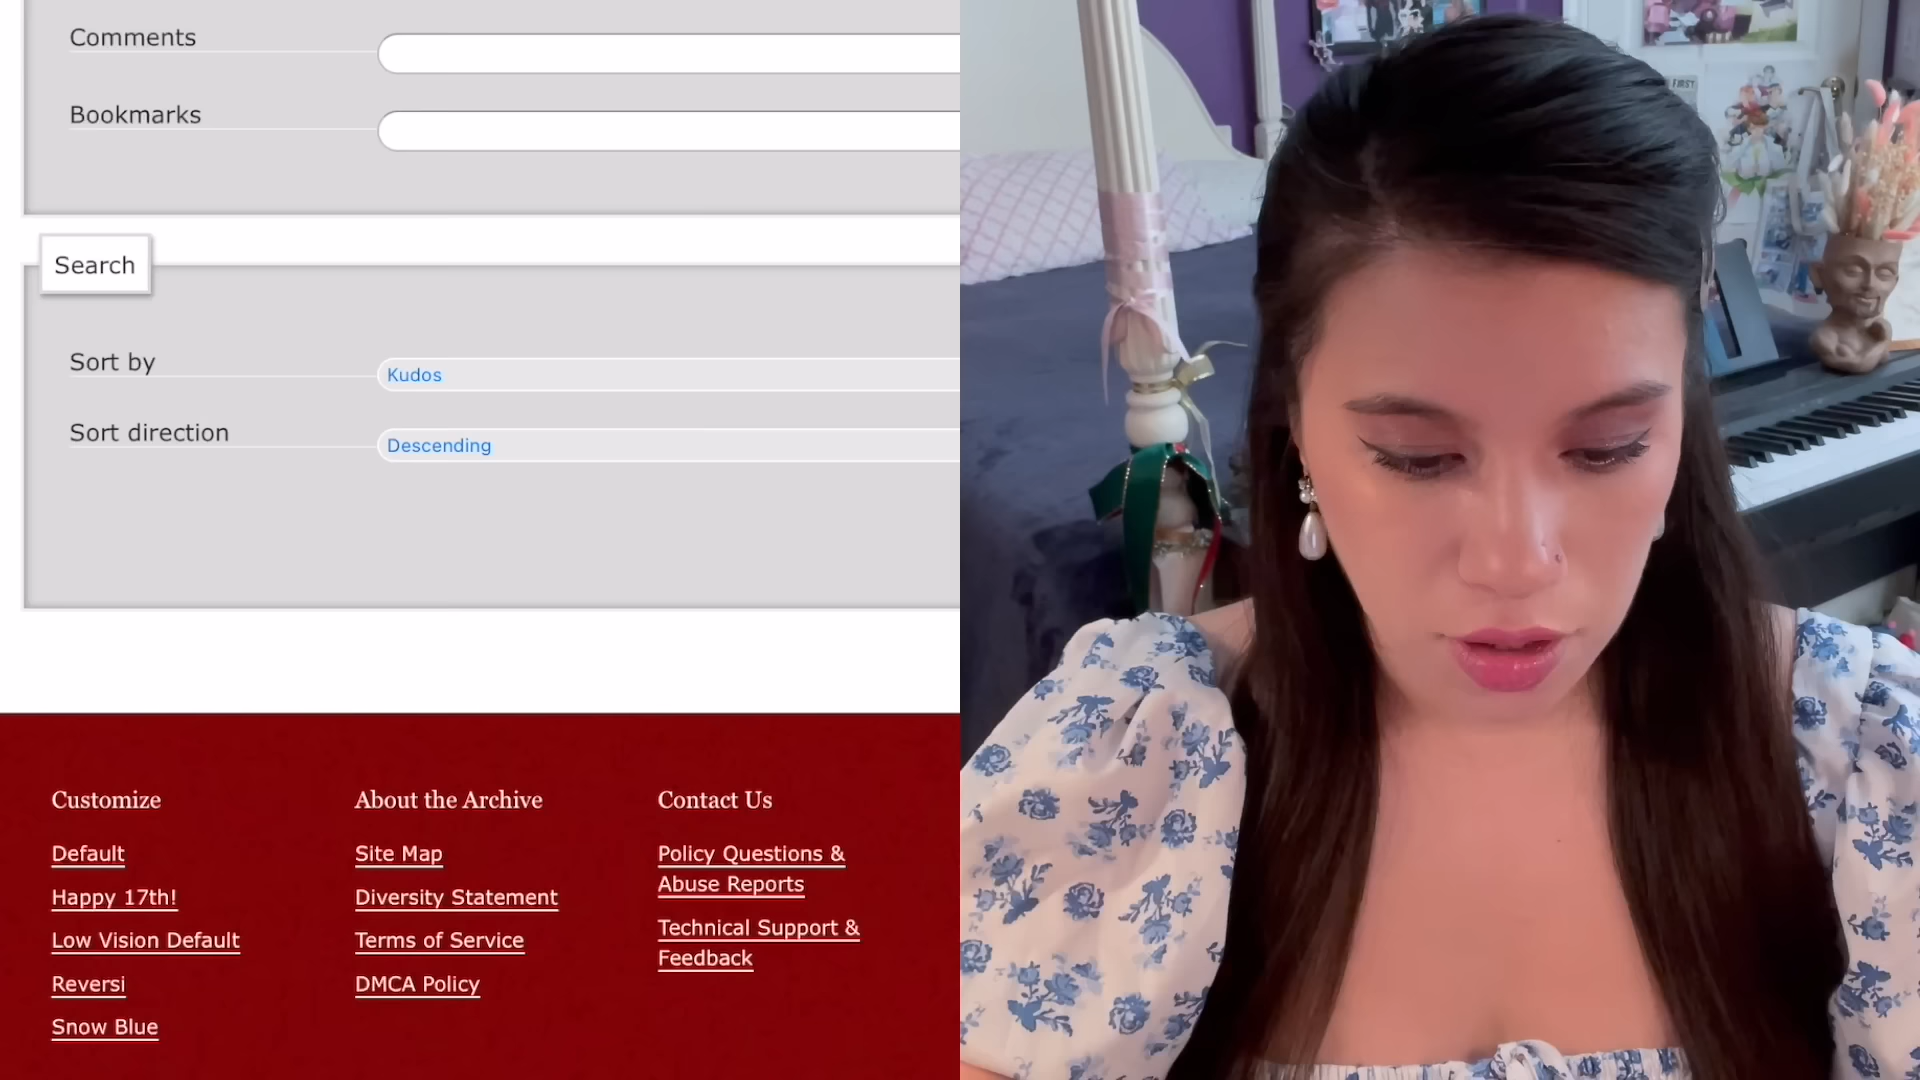 Comments
Bookmarks
Search
Sort by
Kudos
Sort direction
Descending
Customize
Default
Happy 17th!
Low Vision Default
Reversi
Snow Blue
About the Archive
Site Map
Diversity Statement
Terms of Service
DMCA Policy
Contact Us
Policy Questions &
Abuse Reports
Technical Support &
Feedback
FIRST